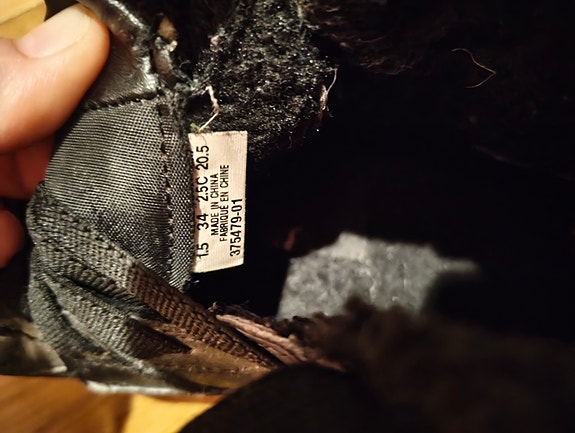 1.5 34 2.5C 20.5
MADE IN CHINA
FABRIQUÉ EN CHINE
375479-01